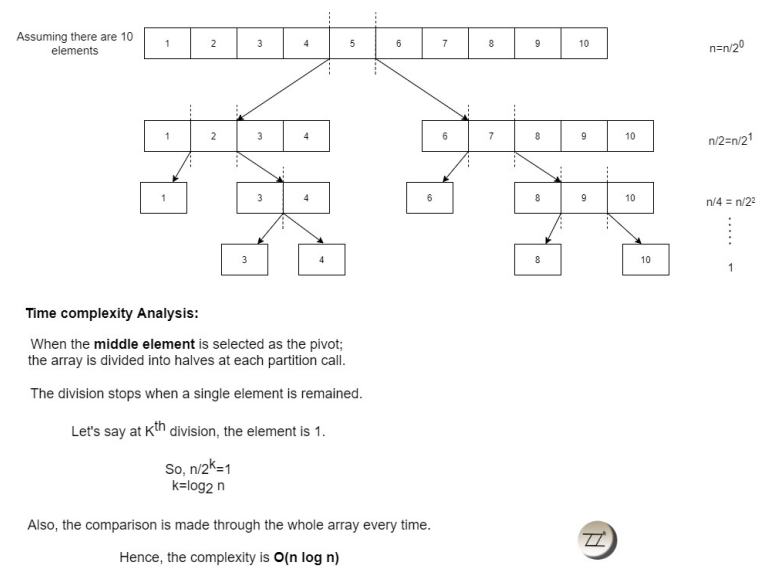 Assuming there are 10
elements
1 2 3 4 5 6 7 8 9 10
n=n/2⁰
1 2 3 4
6 7 8 9 10
n/2=n/2¹
1
3 4
6
8 9 10
n/4 = n/2²
3
4
8
10
1
Time complexity Analysis:
When the middle element is selected as the pivot;
the array is divided into halves at each partition call.
The division stops when a single element is remained.
Let's say at Kᵗʰ division, the element is 1.
So, n/2ᵏ=1
k=log₂ n
Also, the comparison is made through the whole array every time.
Hence, the complexity is O(n log n)